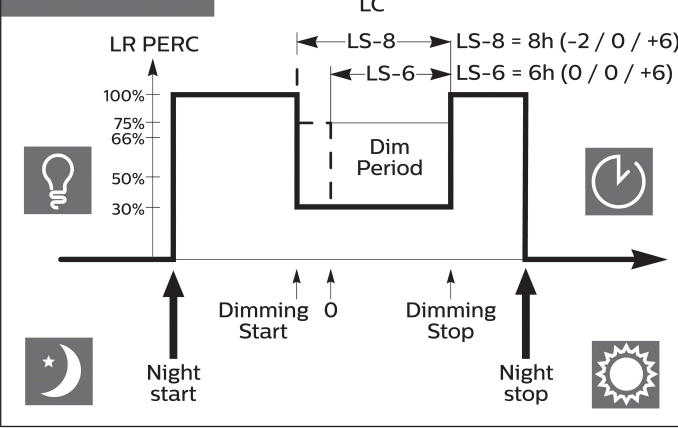 LC
LR PERC
LS-8
LS-8 = 8h (-2 / 0 / +6)
LS-6
LS-6 = 6h (0 / 0 / +6)
100%
75%
66%
50%
30%
Dim
Period
Dimming
Start
0
Dimming
Stop
Night
start
Night
stop